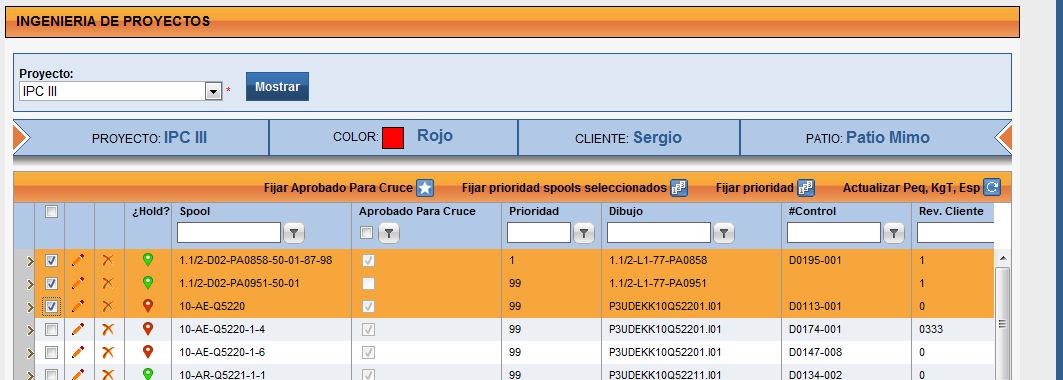 INGENIERIA DE PROYECTOS
Proyecto:
IPC III * Mostrar
PROYECTO: IPC III COLOR: Rojo CLIENTE: Sergio PATIO: Patio Mimo
Fijar Aprobado Para Cruce Fijar prioridad spools seleccionados Fijar prioridad Actualizar Peq, KgT, Esp
¿Hold? Spool Aprobado Para Cruce Prioridad Dibujo #Control Rev. Cliente
1.1/2-D02-PA0858-50-01-87-98 1 1.1/2-L1-77-PA0858 D0195-001 1
1.1/2-D02-PA0951-50-01 99 1.1/2-L1-77-PA0951 1
10-AE-Q5220 99 P3UDEKK10Q52201.I01 D0113-001 0
10-AE-Q5220-1-4 99 P3UDEKK10Q52201.I01 D0174-001 0333
10-AE-Q5220-1-6 99 P3UDEKK10Q52201.I01 D0147-008 0
10-AR-Q5221-1-1 99 P3UDEKK10Q52211.I01 D0134-002 0